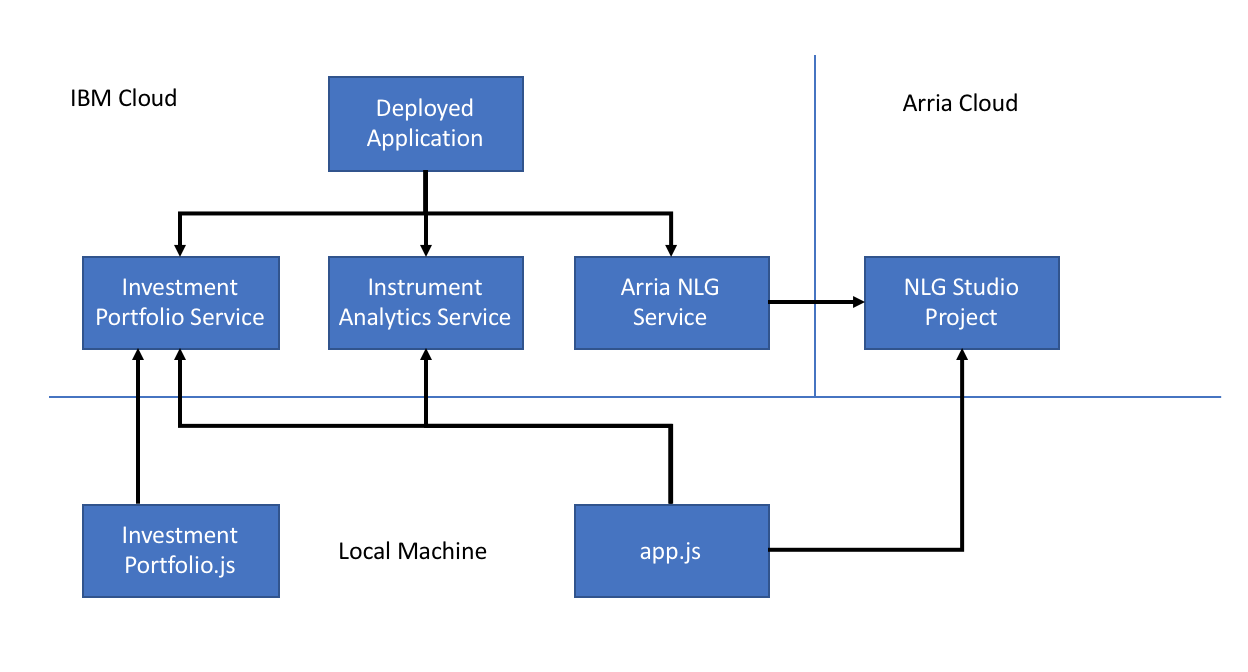 IBM Cloud
Deployed
Application
Arria Cloud
Investment
Portfolio Service
Instrument
Analytics Service
Arria NLG
Service
NLG Studio
Project
Investment
Portfolio.js
Local Machine
app.js